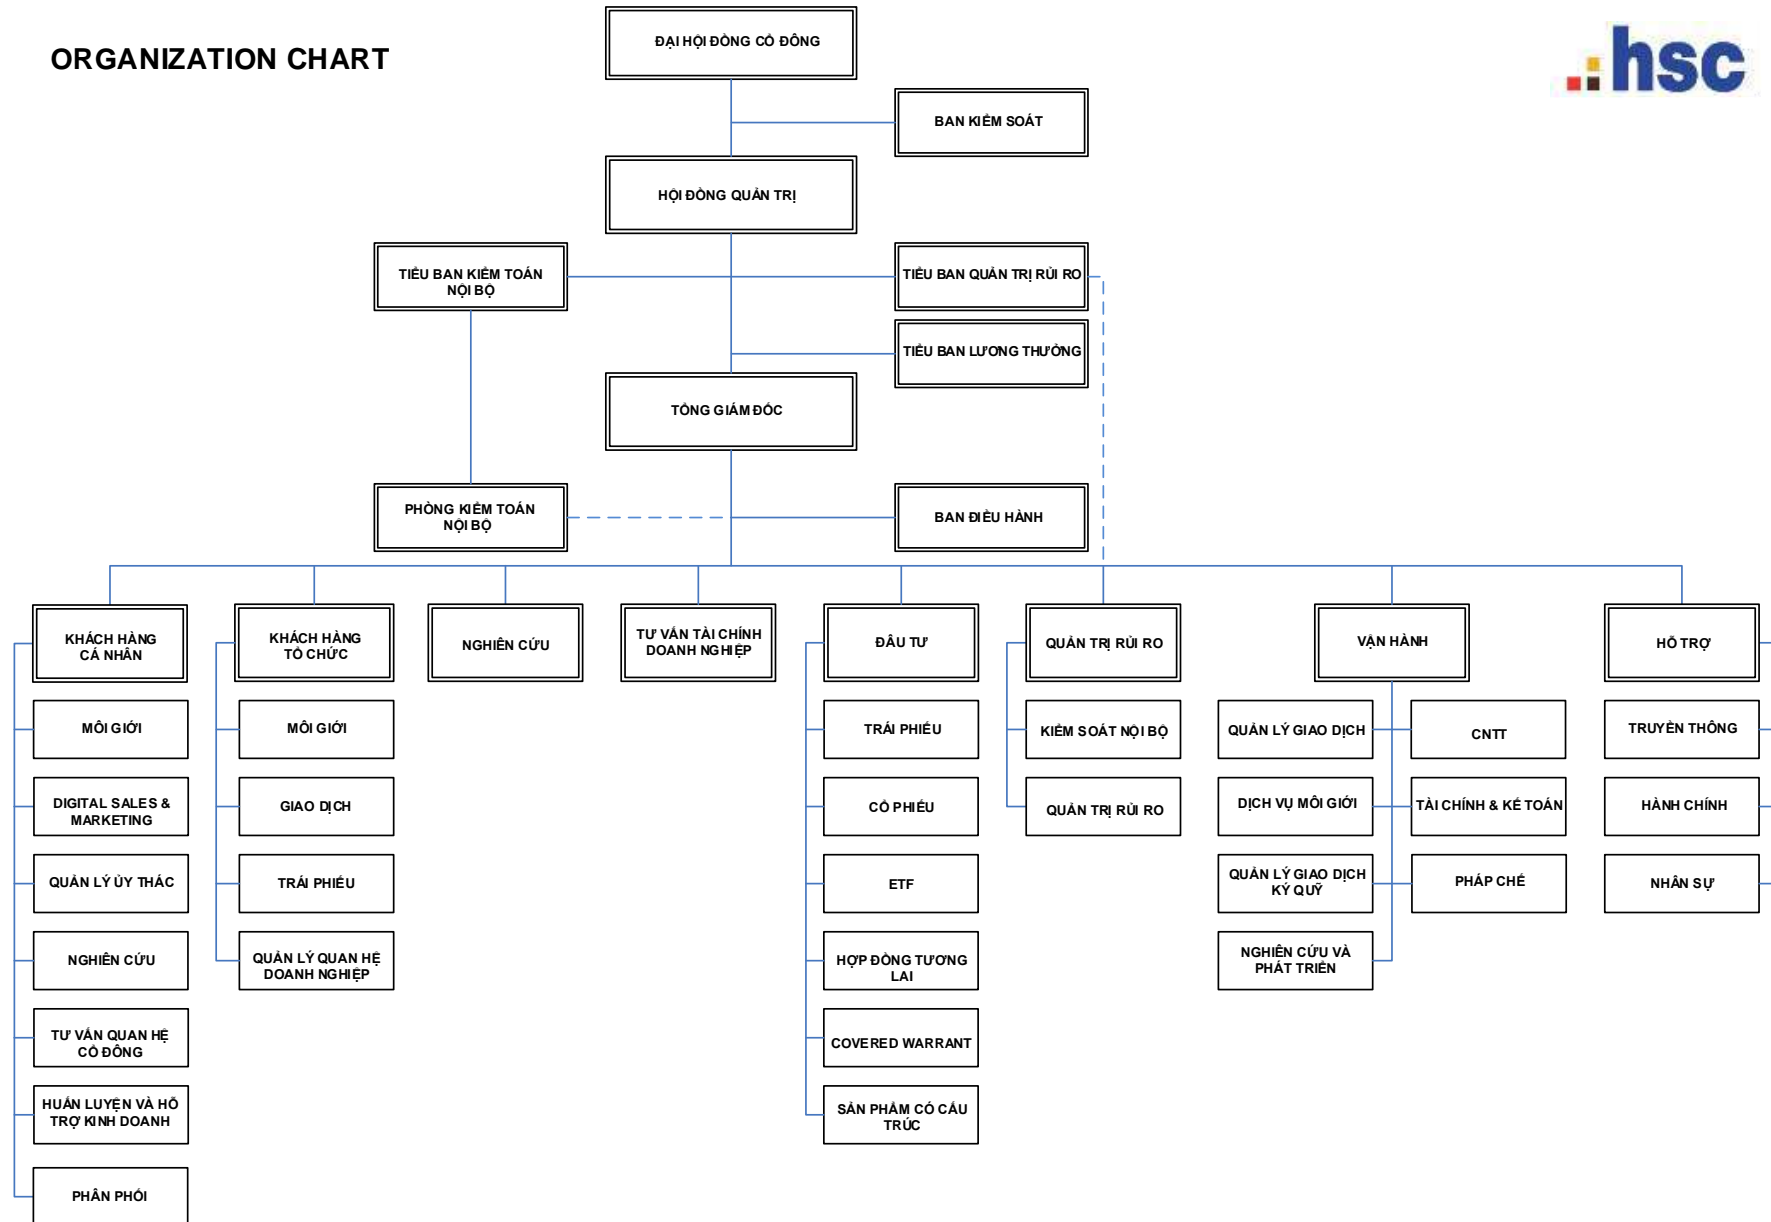 ORGANIZATION CHART
hsc
ĐẠI HỘI ĐỒNG CỔ ĐÔNG
BAN KIỂM SOÁT
HỘI ĐỒNG QUẢN TRỊ
TIỂU BAN KIỂM TOÁN
NỘI BỘ
TIỂU BAN QUẢN TRỊ RỦI RO
TIỂU BAN LƯƠNG THƯỞNG
TỔNG GIÁM ĐỐC
PHÒNG KIỂM TOÁN
NỘI BỘ
BAN ĐIỀU HÀNH
KHÁCH HÀNG
CÁ NHÂN
KHÁCH HÀNG
TỔ CHỨC
NGHIÊN CỨU
TƯ VẤN TÀI CHÍNH
DOANH NGHIỆP
ĐẦU TƯ
QUẢN TRỊ RỦI RO
VẬN HÀNH
HỖ TRỢ
MÔI GIỚI
DIGITAL SALES &
MARKETING
QUẢN LÝ ỦY THÁC
NGHIÊN CỨU
TƯ VẤN QUAN HỆ
CỔ ĐÔNG
HUẤN LUYỆN VÀ HỖ
TRỢ KINH DOANH
PHÂN PHỐI
MÔI GIỚI
GIAO DỊCH
TRÁI PHIẾU
QUẢN LÝ QUAN HỆ
DOANH NGHIỆP
TRÁI PHIẾU
CỔ PHIẾU
ETF
HỢP ĐỒNG TƯƠNG
LAI
COVERED WARRANT
SẢN PHẨM CÓ CẤU
TRÚC
KIỂM SOÁT NỘI BỘ
QUẢN TRỊ RỦI RO
QUẢN LÝ GIAO DỊCH
DỊCH VỤ MÔI GIỚI
QUẢN LÝ GIAO DỊCH
KÝ QUỸ
NGHIÊN CỨU VÀ
PHÁT TRIỂN
CNTT
TÀI CHÍNH & KẾ TOÁN
PHÁP CHẾ
TRUYỀN THÔNG
HÀNH CHÍNH
NHÂN SỰ